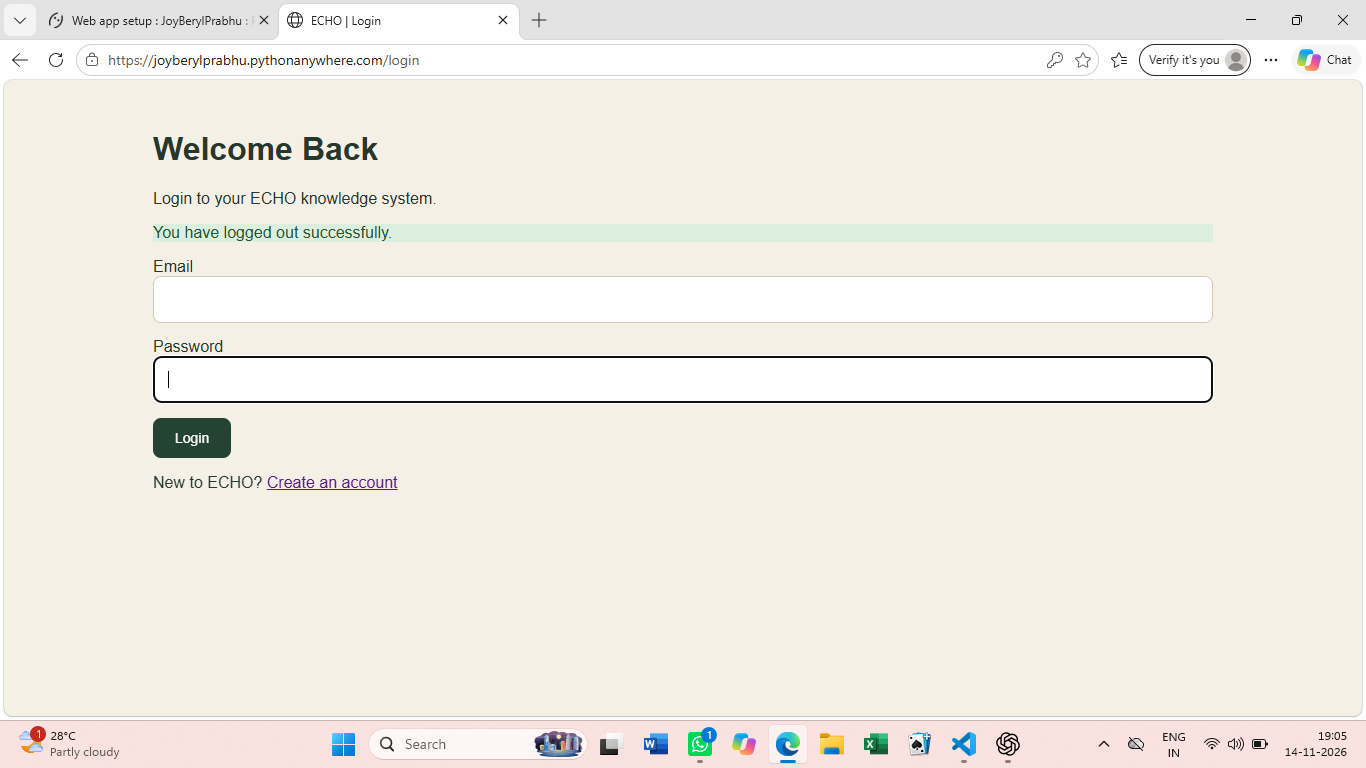 Web app setup : JoyBerylPrabhu :
ECHO | Login
https://joyberylprabhu.pythonanywhere.com/login
Verify it's you
Chat
Welcome Back
Login to your ECHO knowledge system.
You have logged out successfully.
Email
Password
Login
New to ECHO? Create an account
1
28°C
Partly cloudy
Search
1
ENG
IN
19:05
14-11-2026